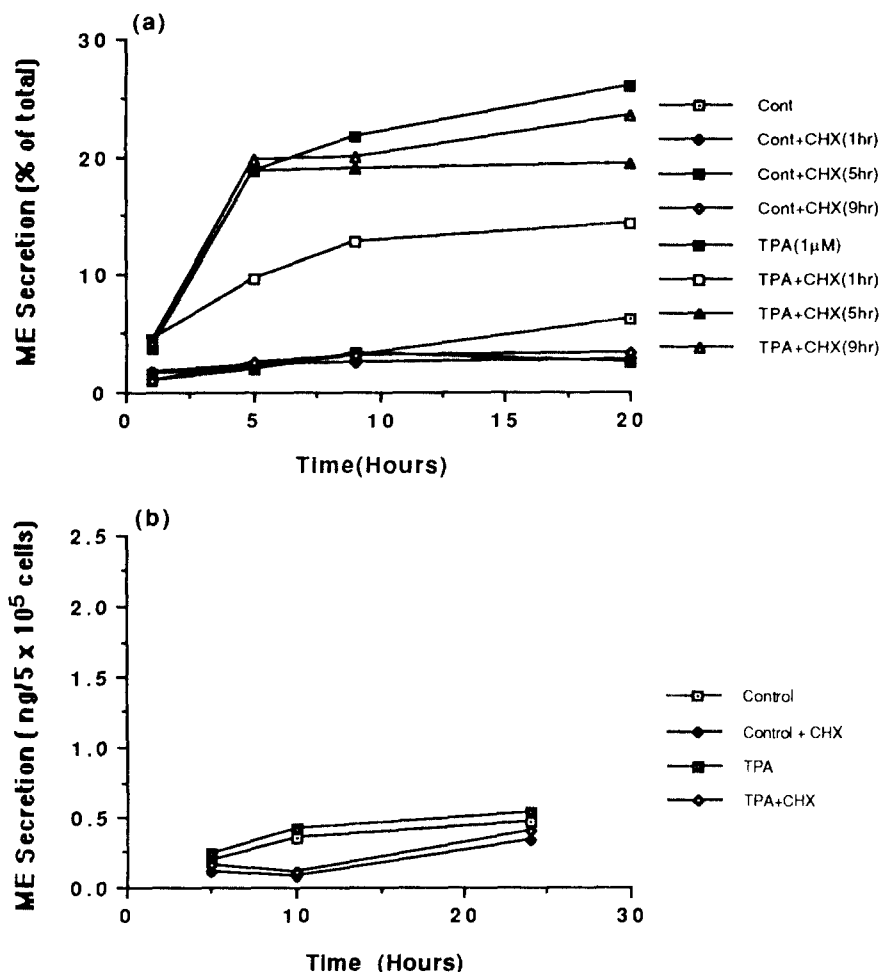 (a)
ME Secretion (% of total)
30
20
10
0
0
5
10
15
20
Time(Hours)
Cont
Cont+CHX(1hr)
Cont+CHX(5hr)
Cont+CHX(9hr)
TPA(1µM)
TPA+CHX(1hr)
TPA+CHX(5hr)
TPA+CHX(9hr)
(b)
ME Secretion ( ng/5 x 10⁵ cells)
2.5
2.0
1.5
1.0
0.5
0.0
0
10
20
30
Time (Hours)
Control
Control + CHX
TPA
TPA+CHX